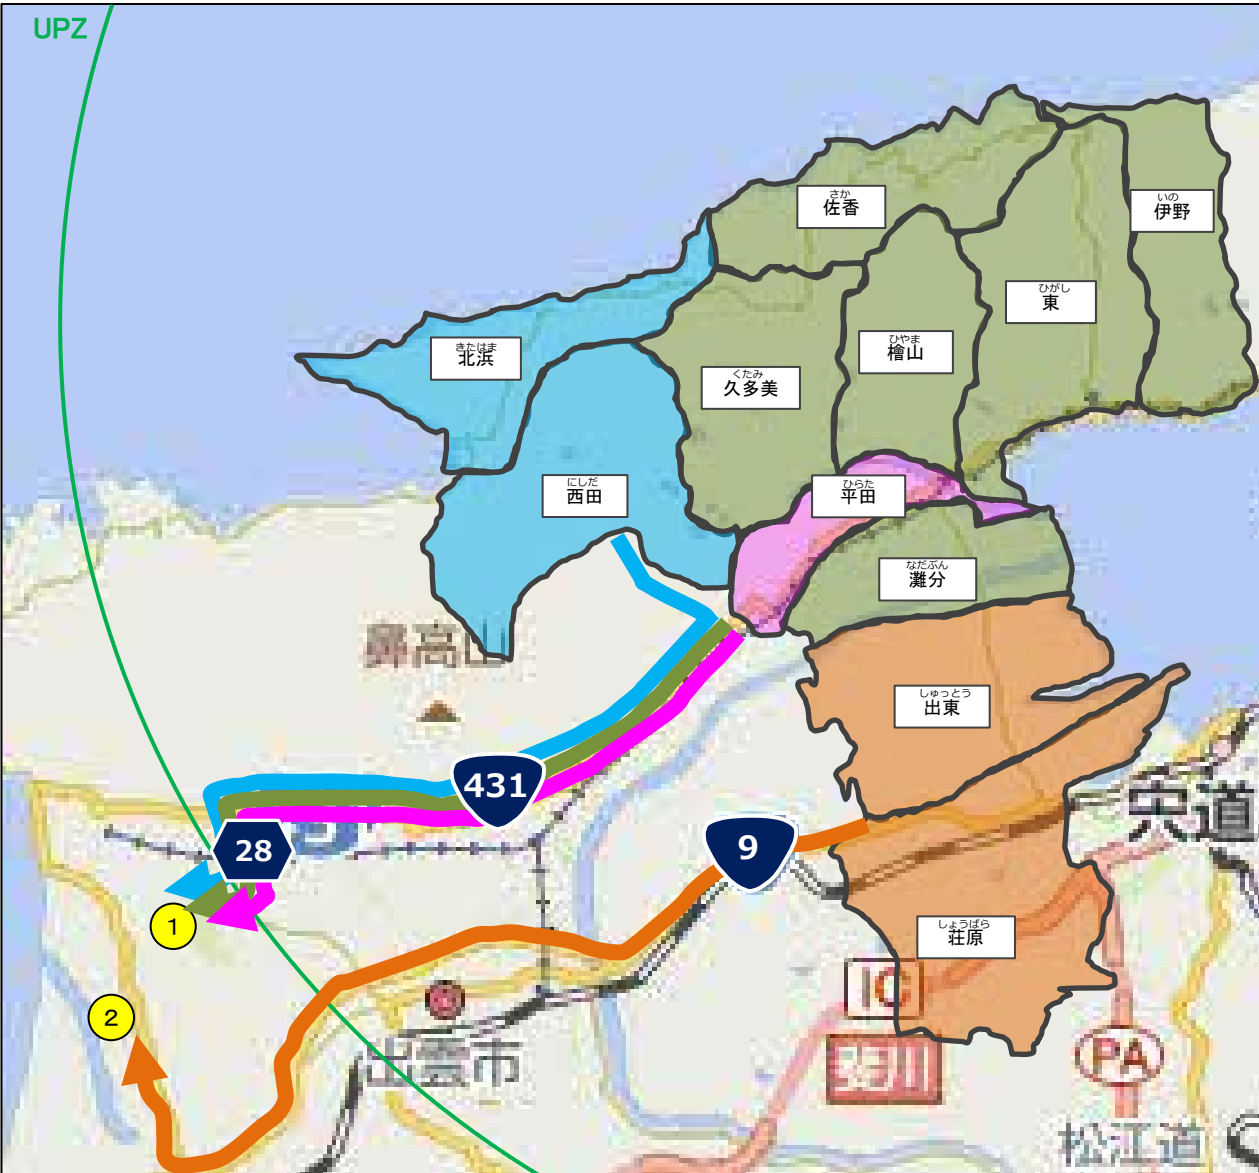 UPZ
さか
佐香
いの
伊野
ひがし
東
きたはま
北浜
ひやま
檜山
くたみ
久多美
にしだ
西田
ひらた
平田
なだぶん
灘分
鼻高山
しゅっとう
出東
431
宍道
28
9
1
しょうばら
荘原
IC
2
出雲市
斐川
PA
松江道